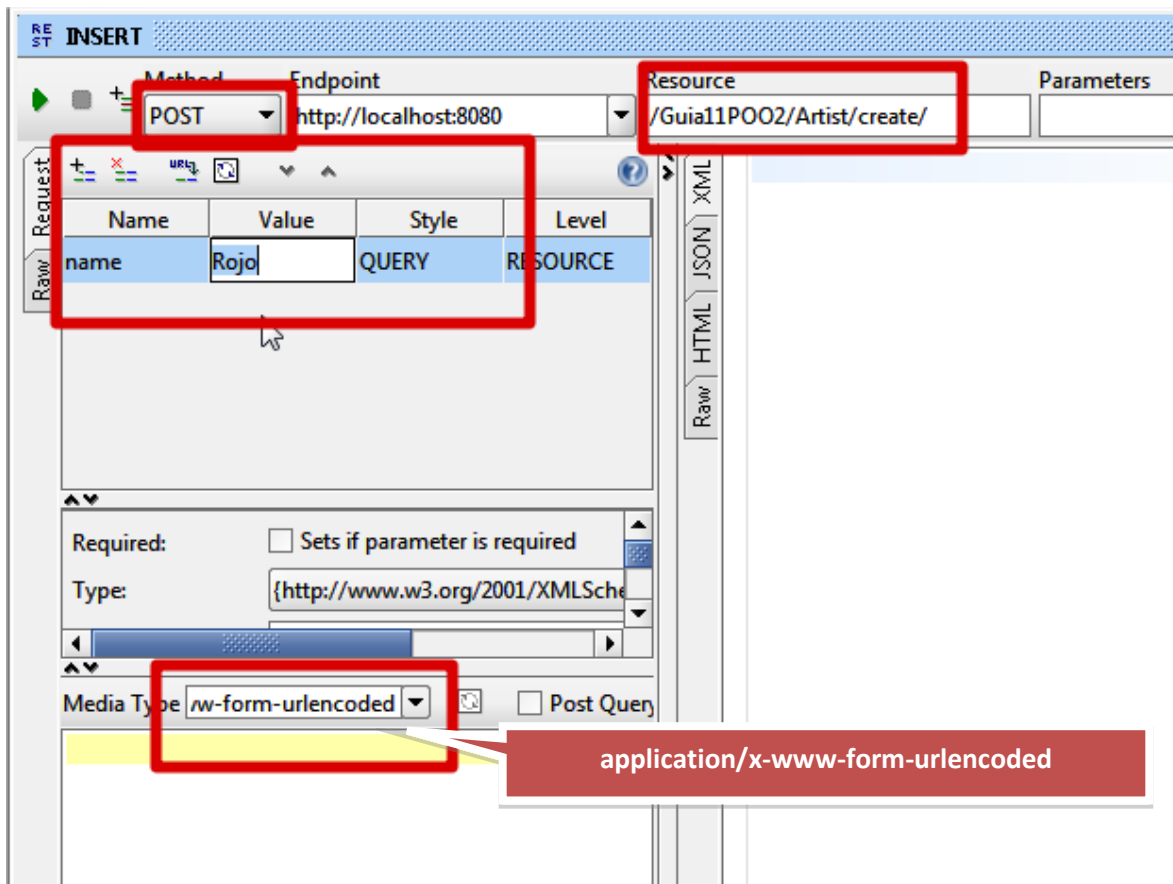 REST INSERT
Method Endpoint Resource Parameters
POST http://localhost:8080 /Guia11POO2/Artist/create/
Request
Raw
Name Value Style Level
name Rojo QUERY RESOURCE
XML
JSON
HTML
Raw
Required: Sets if parameter is required
Type: {http://www.w3.org/2001/XMLSche
Media Type /w-form-urlencoded Post Query
application/x-www-form-urlencoded